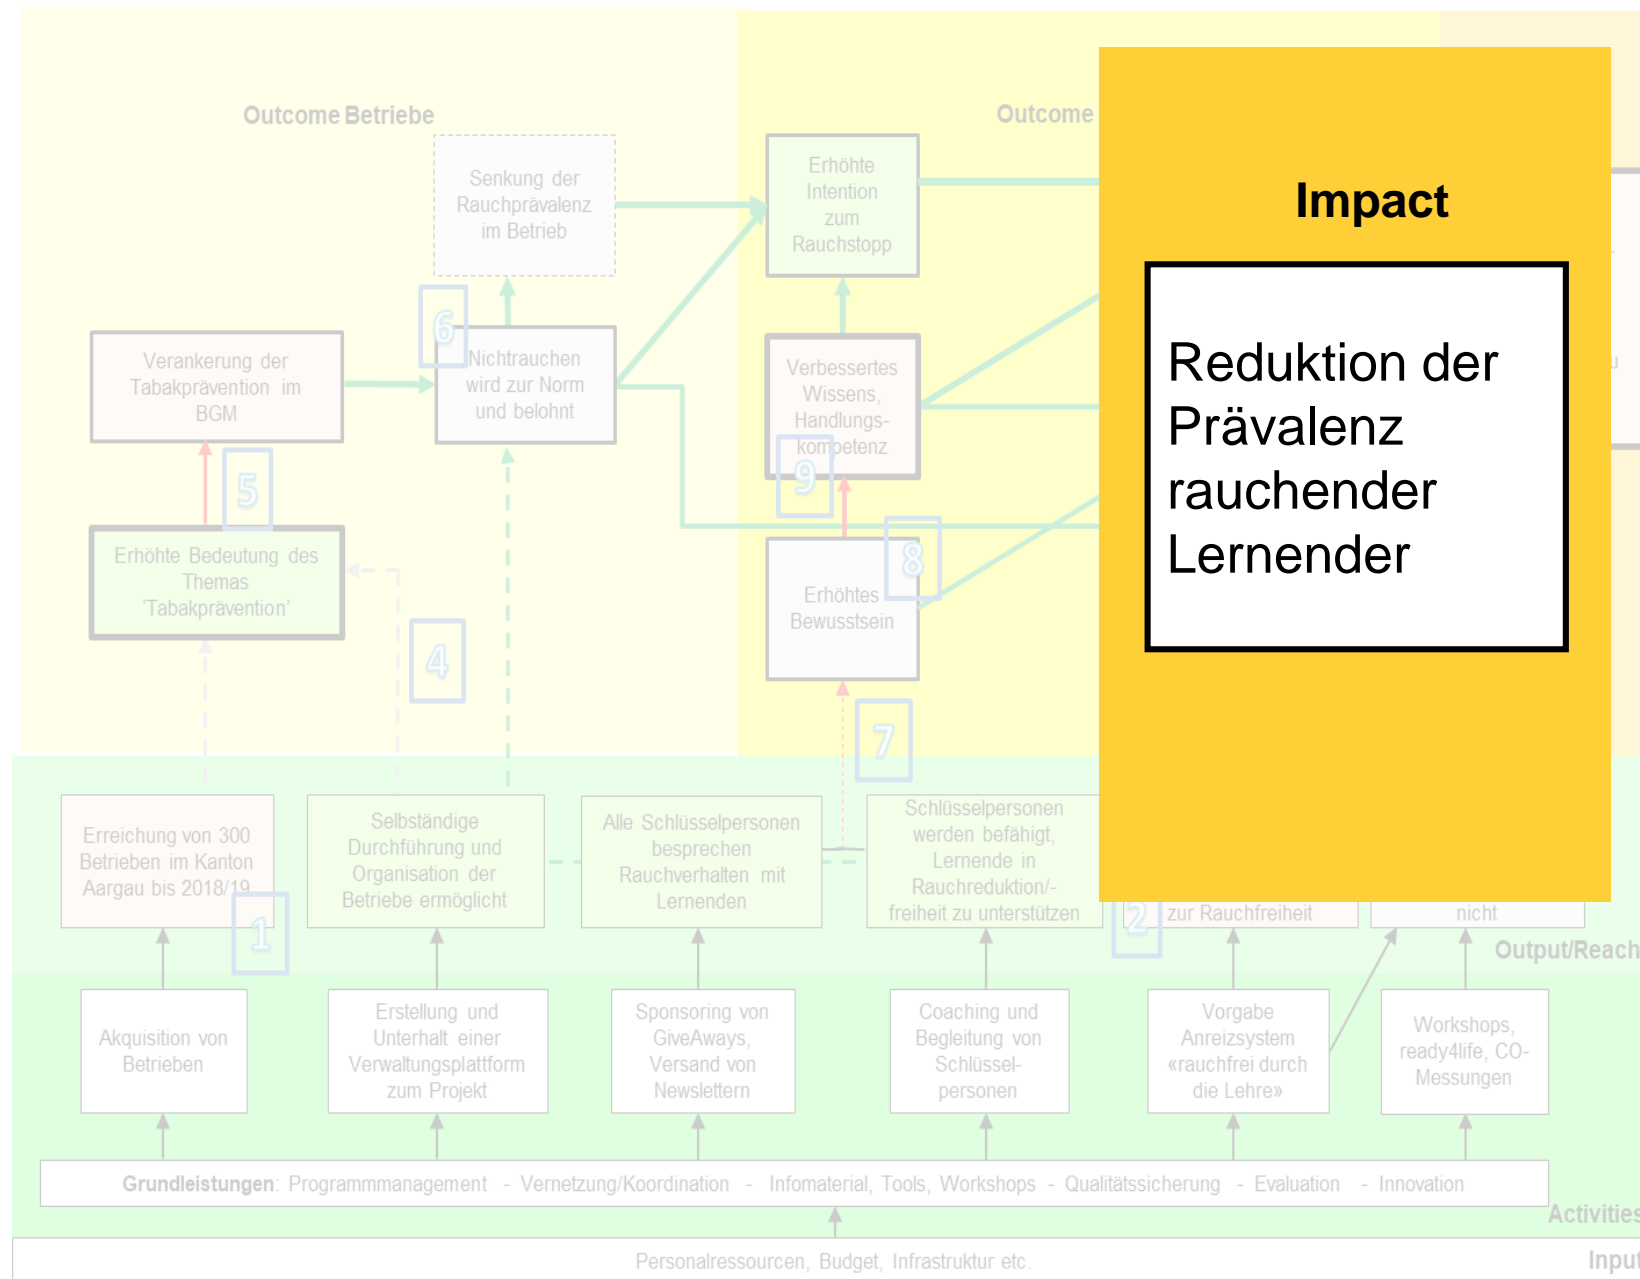 Outcome Betriebe
Outcome
Impact
Reduktion der
Prävalenz
rauchender
Lernender
Senkung der
Rauchprävalenz
im Betrieb
Erhöhte
Intention
zum
Rauchstopp
6
Verankerung der
Tabakprävention im
BGM
Nichtrauchen
wird zur Norm
und belohnt
Verbessertes
Wissens,
Handlungs-
kompetenz
9
5
8
Erhöhte Bedeutung des
Themas
‘Tabakprävention’
Erhöhtes
Bewusstsein
4
7
Erreichung von 300
Betrieben im Kanton
Aargau bis 2018/19
1
Selbständige
Durchführung und
Organisation der
Betriebe ermöglicht
Alle Schlüsselpersonen
besprechen
Rauchverhalten mit
Lernenden
Schlüsselpersonen
werden befähigt,
Lernende in
Rauchreduktion/-
freiheit zu unterstützen
2
zur Rauchfreiheit
nicht
Output/Reach
Akquisition von
Betrieben
Erstellung und
Unterhalt einer
Verwaltungsplattform
zum Projekt
Sponsoring von
GiveAways,
Versand von
Newslettern
Coaching und
Begleitung von
Schlüssel-
personen
Vorgabe
Anreizsystem
«rauchfrei durch
die Lehre»
Workshops,
ready4life, CO-
Messungen
Grundleistungen: Programmmanagement - Vernetzung/Koordination - Infomaterial, Tools, Workshops - Qualitätssicherung - Evaluation - Innovation
Activities
Personalressourcen, Budget, Infrastruktur etc.
Input